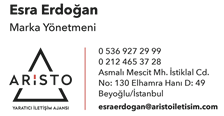 Esra Erdoğan
Marka Yönetmeni
0 536 927 29 99
0 212 465 37 28
Asmalı Mescit Mh. İstiklal Cd.
No: 130 Elhamra Hanı D: 49
Beyoğlu/İstanbul
esraerdogan@aristoiletisim.com
ARISTO
YARATICI İLETİŞİM AJANSI